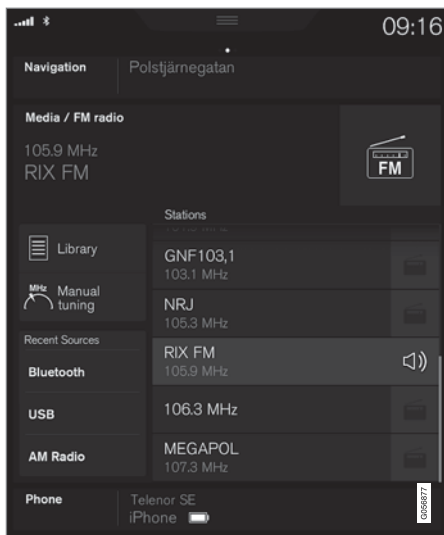 09:16
Navigation
Polstjärnegatan
Media / FM radio
105.9 MHz
RIX FM
FM
Stations
Library
MHz
Manual
tuning
Recent Sources
Bluetooth
USB
AM Radio
GNF103,1
103.1 MHz
NRJ
105.3 MHz
RIX FM
105.9 MHz
106.3 MHz
MEGAPOL
107.3 MHz
Phone
Telenor SE
iPhone
G056877